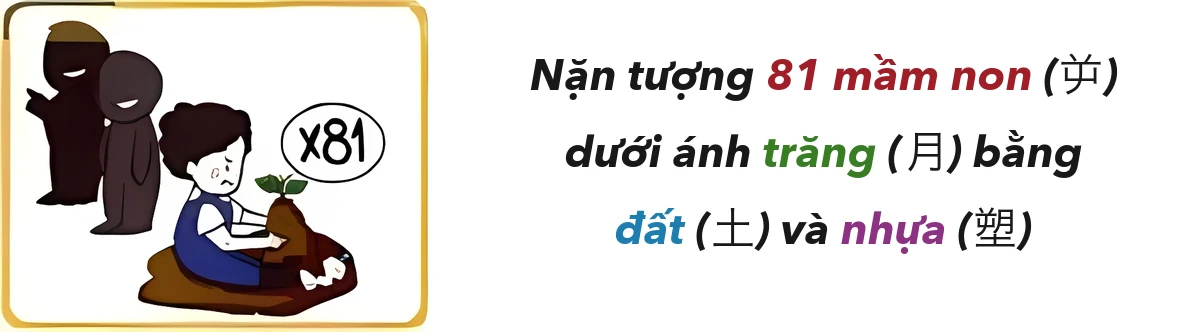 x81
Nặn tượng 81 mầm non (屰)
dưới ánh trăng (月) bằng
đất (土) và nhựa (塑)